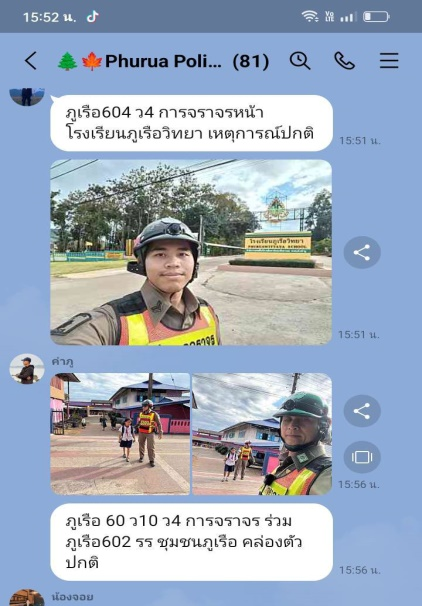 15:52 น.
Phurua Poli... (81)
ภูเรือ604 ว4 การจราจรหน้า
โรงเรียนภูเรือวิทยา เหตุการณ์ปกติ
15:51 น.
โรงเรียนภูเรือวิทยา
PHURUAWITTAYA SCHOOL
15:51 น.
คำภู
15:56 น.
ภูเรือ 60 ว10 ว4 การจราจร ร่วม
ภูเรือ602 รร ชุมชนภูเรือ คล่องตัว
ปกติ
15:56 น.
น้องจอย